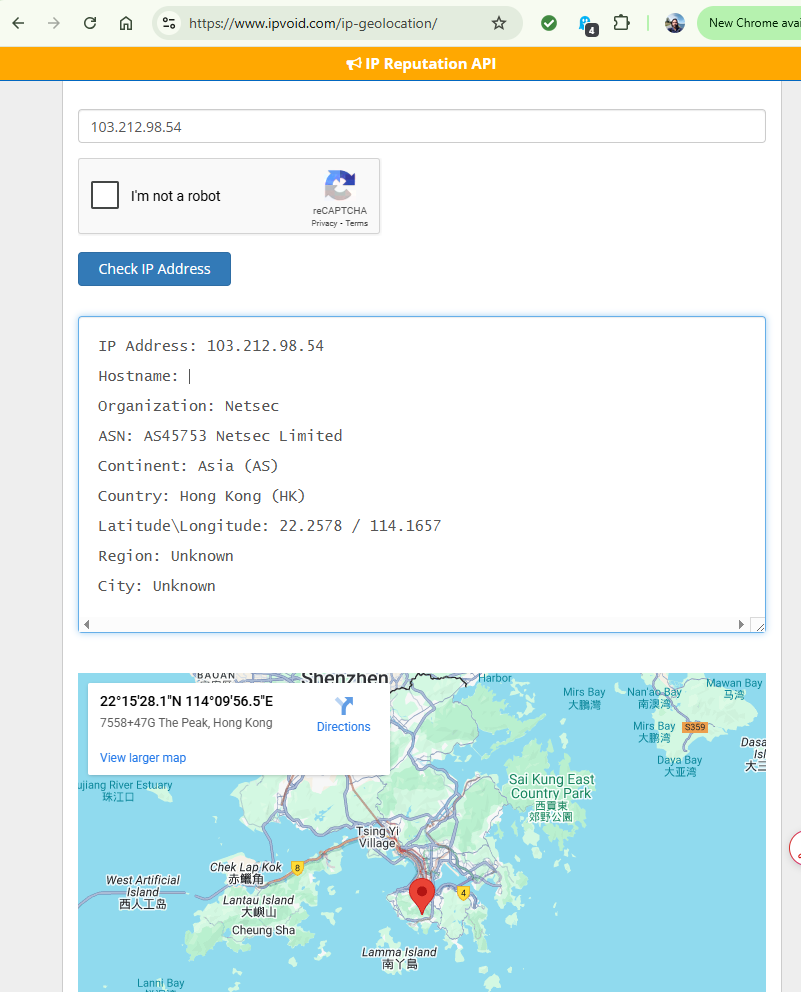 https://www.ipvoid.com/ip-geolocation/
4
New Chrome avai
IP Reputation API
103.212.98.54
I'm not a robot
reCAPTCHA
Privacy - Terms
Check IP Address
IP Address: 103.212.98.54
Hostname:
Organization: Netsec
ASN: AS45753 Netsec Limited
Continent: Asia (AS)
Country: Hong Kong (HK)
Latitude\Longitude: 22.2578 / 114.1657
Region: Unknown
City: Unknown
BAUAN
Shenzhen
Harbor
22°15'28.1"N 114°09'56.5"E
7558+47G The Peak, Hong Kong
Directions
View larger map
Mirs Bay
大鵬灣
Nan'ao Bay
南澳湾
Mawan Bay
马湾
Mirs Bay
大鹏湾
S359
Daya Bay
大亚湾
Dasa
Isl
大三
ujiang River Estuary
珠江口
Sai Kung East
Country Park
西貢東
郊野公園
Tsing Yi
Village
Chek Lap Kok
赤鱲角
8
West Artificial
Island
西人工岛
Lantau Island
大嶼山
Cheung Sha
4
Lamma Island
南丫島
Lanni Bay